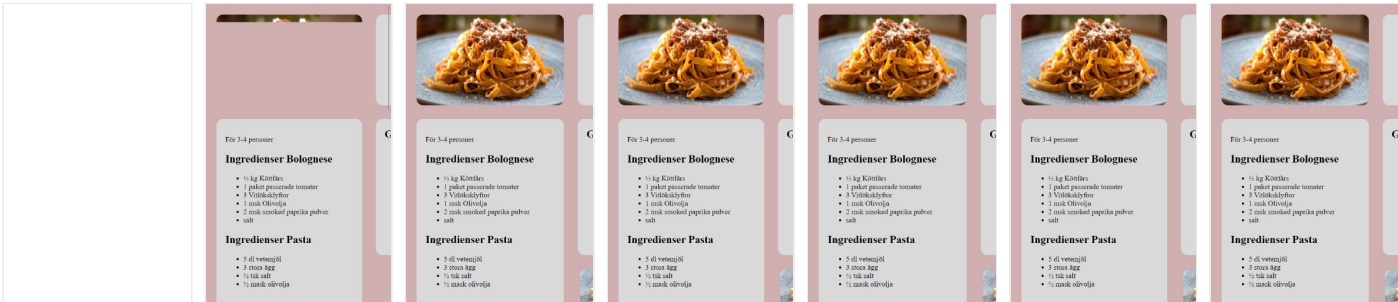 För 3-4 personer
Ingredienser Bolognese
½ kg Köttfärs
1 paket passerade tomater
3 Vitlöksklyftor
1 msk Olivolja
2 msk smoked paprika pulver
salt
Ingredienser Pasta
5 dl vetemjöl
3 stora ägg
½ tsk salt
½ mask olivolja
G
För 3-4 personer
Ingredienser Bolognese
½ kg Köttfärs
1 paket passerade tomater
3 Vitlöksklyftor
1 msk Olivolja
2 msk smoked paprika pulver
salt
Ingredienser Pasta
5 dl vetemjöl
3 stora ägg
½ tsk salt
½ mask olivolja
G
För 3-4 personer
Ingredienser Bolognese
½ kg Köttfärs
1 paket passerade tomater
3 Vitlöksklyftor
1 msk Olivolja
2 msk smoked paprika pulver
salt
Ingredienser Pasta
5 dl vetemjöl
3 stora ägg
½ tsk salt
½ mask olivolja
G
För 3-4 personer
Ingredienser Bolognese
½ kg Köttfärs
1 paket passerade tomater
3 Vitlöksklyftor
1 msk Olivolja
2 msk smoked paprika pulver
salt
Ingredienser Pasta
5 dl vetemjöl
3 stora ägg
½ tsk salt
½ mask olivolja
G
För 3-4 personer
Ingredienser Bolognese
½ kg Köttfärs
1 paket passerade tomater
3 Vitlöksklyftor
1 msk Olivolja
2 msk smoked paprika pulver
salt
Ingredienser Pasta
5 dl vetemjöl
3 stora ägg
½ tsk salt
½ mask olivolja
G
För 3-4 personer
Ingredienser Bolognese
½ kg Köttfärs
1 paket passerade tomater
3 Vitlöksklyftor
1 msk Olivolja
2 msk smoked paprika pulver
salt
Ingredienser Pasta
5 dl vetemjöl
3 stora ägg
½ tsk salt
½ mask olivolja
G